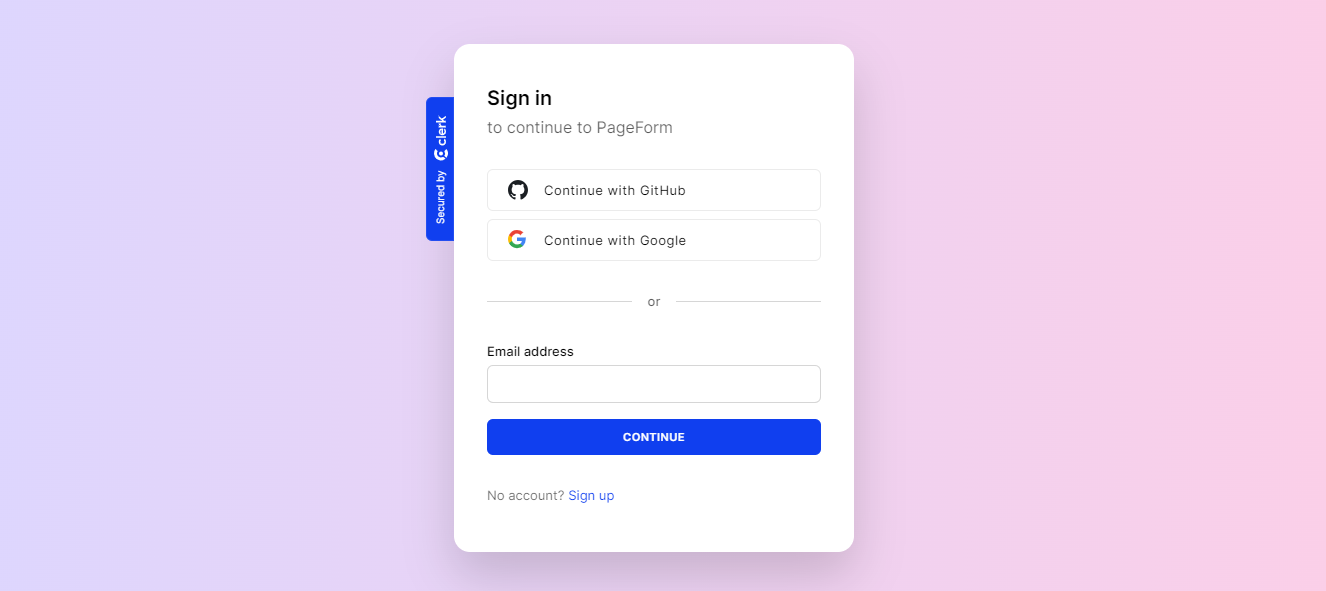 Sign in
to continue to PageForm
Secured by clerk
Continue with GitHub
Continue with Google
or
Email address
CONTINUE
No account? Sign up